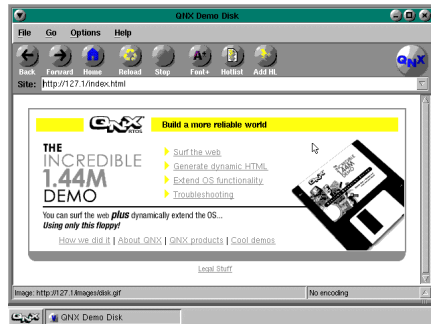 QNX Demo Disk
File Go Options Help
Back Forward Home Reload Stop Font+ Hotlist Add HL
QNX
Site: http://127.1/index.html
QNX RTOS Build a more reliable world
THE INCREDIBLE 1.44M DEMO
Surf the web
Generate dynamic HTML
Extend OS functionality
Troubleshooting
You can surf the web plus dynamically extend the OS...
Using only this floppy!
How we did it | About QNX | QNX products | Cool demos
Legal Stuff
Image: http://127.1/images/disk.gif No encoding
QNX QNX Demo Disk